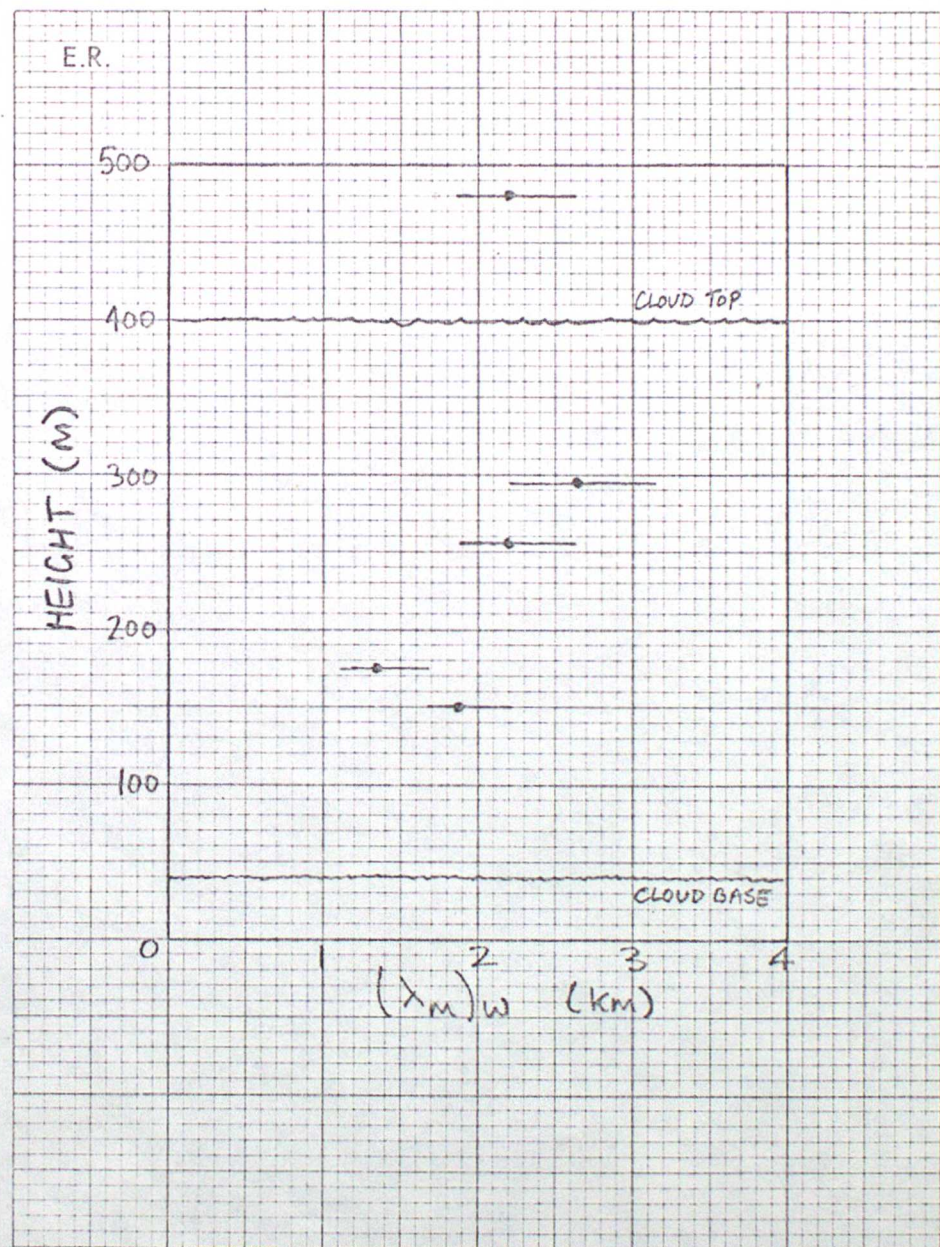 E.R.
500
CLOUD TOP
400
HEIGHT (M)
300
200
100
CLOUD BASE
0 1 2 3 4
(λm)w (km)